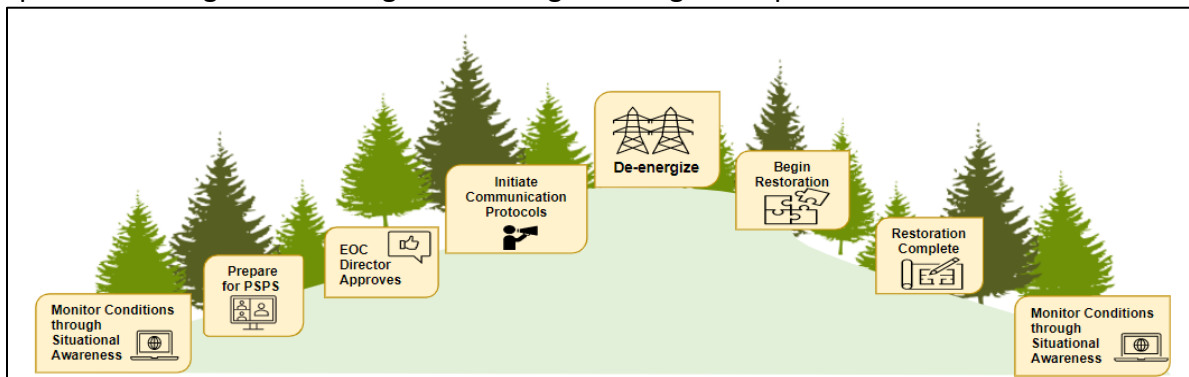 Monitor Conditions
through
Situational
Awareness
Prepare
for PSPS
EOC
Director
Approves
Initiate
Communication
Protocols
De-energize
Begin
Restoration
Restoration
Complete
Monitor Conditions
through
Situational
Awareness